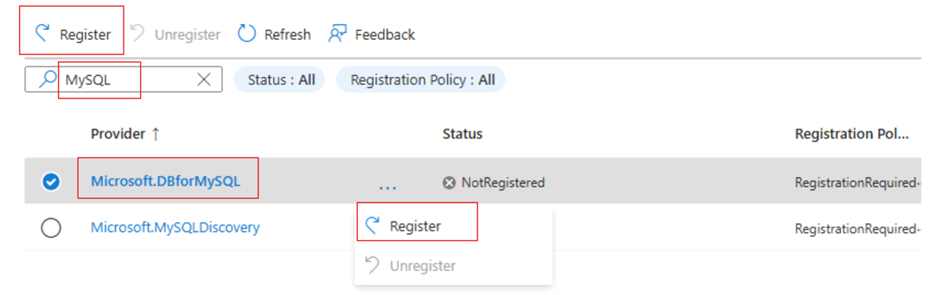 Register Unregister Refresh Feedback
MySQL Status : All Registration Policy : All
Provider ↑ Status Registration Pol...
Microsoft.DBforMySQL ... NotRegistered RegistrationRequired
Microsoft.MySQLDiscovery RegistrationRequired
Register
Unregister